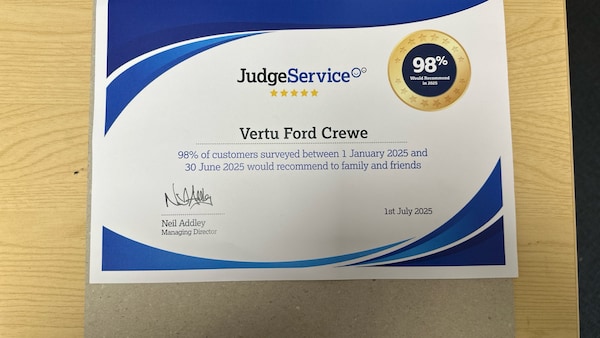 JudgeService
98%
Would Recommend
in 2025
Vertu Ford Crewe
98% of customers surveyed between 1 January 2025 and
30 June 2025 would recommend to family and friends
Neil Addley
Managing Director
1st July 2025